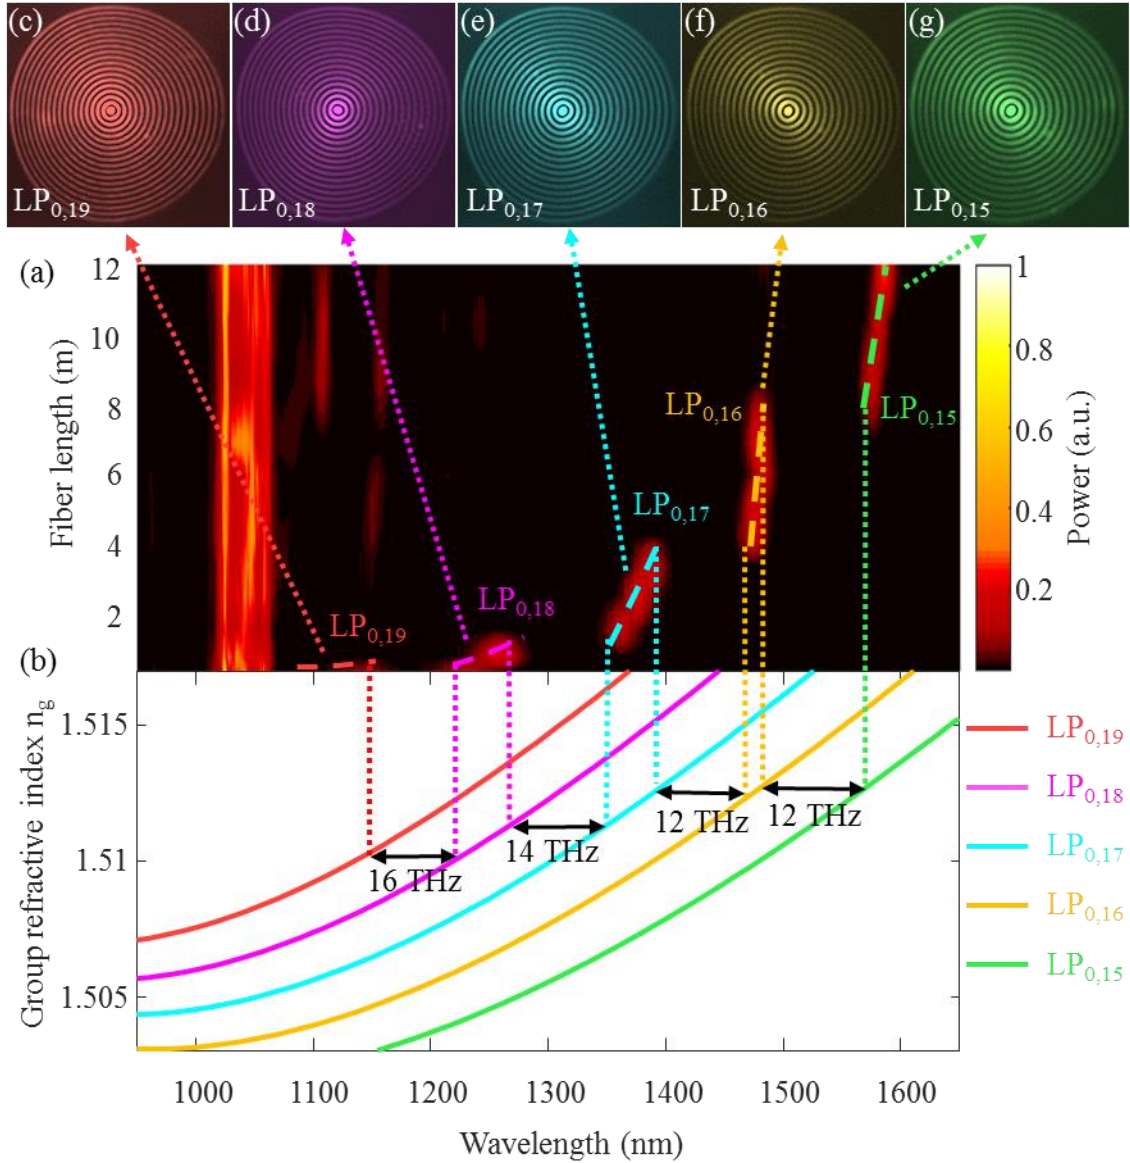 (c) (d) (e) (f) (g)
LP0,19 LP0,18 LP0,17 LP0,16 LP0,15
(a)
12
10
8
6
4
2
Fiber length (m)
LP0,19
LP0,18
LP0,17
LP0,16
LP0,15
1
0.8
0.6
0.4
0.2
Power (a.u.)
(b)
1.515
1.51
1.505
Group refractive index ng
16 THz
14 THz
12 THz
12 THz
LP0,19
LP0,18
LP0,17
LP0,16
LP0,15
1000 1100 1200 1300 1400 1500 1600
Wavelength (nm)